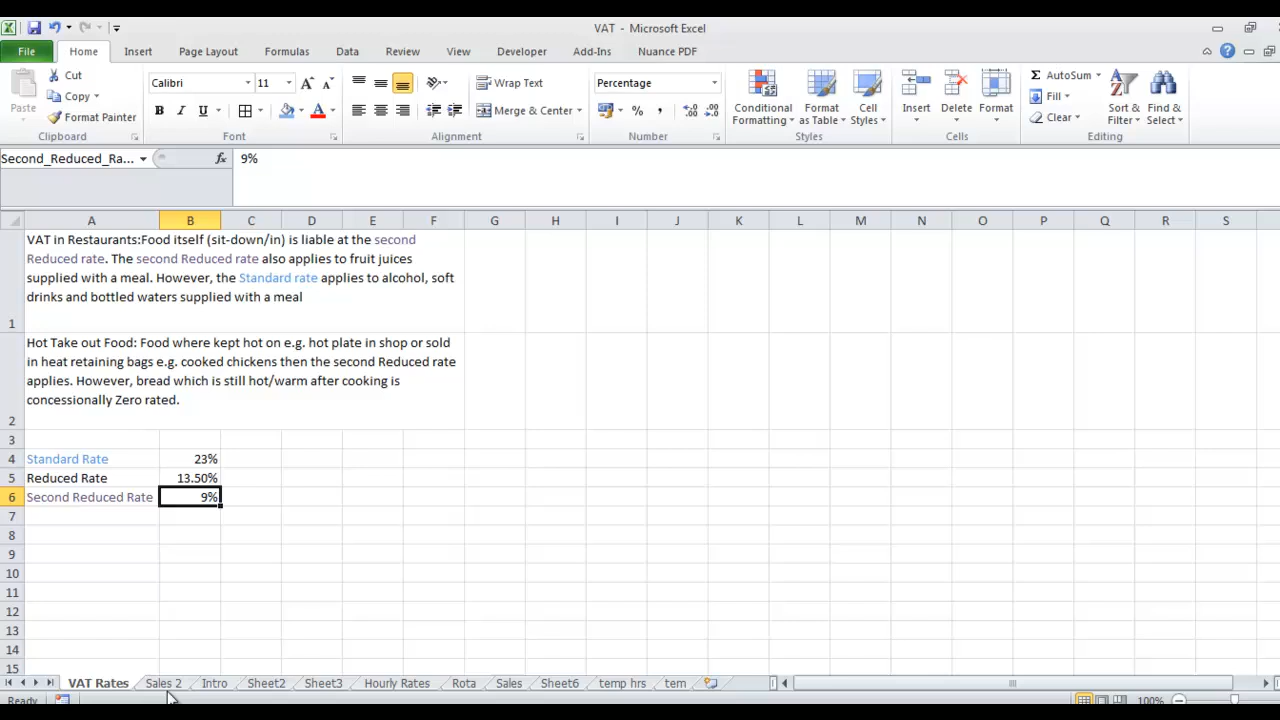 VAT - Microsoft Excel
File Home Insert Page Layout Formulas Data Review View Developer Add-Ins Nuance PDF
Paste
Cut
Copy
Format Painter
Clipboard
Calibri 11
B I U
Font
Wrap Text
Merge & Center
Alignment
Percentage
Number
Conditional Formatting
Format as Table
Cell Styles
Styles
Insert Delete Format
Cells
Σ AutoSum
Fill
Clear
Sort & Filter
Find & Select
Editing
Second_Reduced_Ra... fx 9%
A B C D E F G H I J K L M N O P Q R S
VAT in Restaurants:Food itself (sit-down/in) is liable at the second
Reduced rate. The second Reduced rate also applies to fruit juices
supplied with a meal. However, the Standard rate applies to alcohol, soft
drinks and bottled waters supplied with a meal
1
Hot Take out Food: Food where kept hot on e.g. hot plate in shop or sold
in heat retaining bags e.g. cooked chickens then the second Reduced rate
applies. However, bread which is still hot/warm after cooking is
concessionally Zero rated.
2
3
4 Standard Rate 23%
5 Reduced Rate 13.50%
6 Second Reduced Rate 9%
7
8
9
10
11
12
13
14
15
VAT Rates Sales 2 Intro Sheet2 Sheet3 Hourly Rates Rota Sales Sheet6 temp hrs tem
Ready 100%